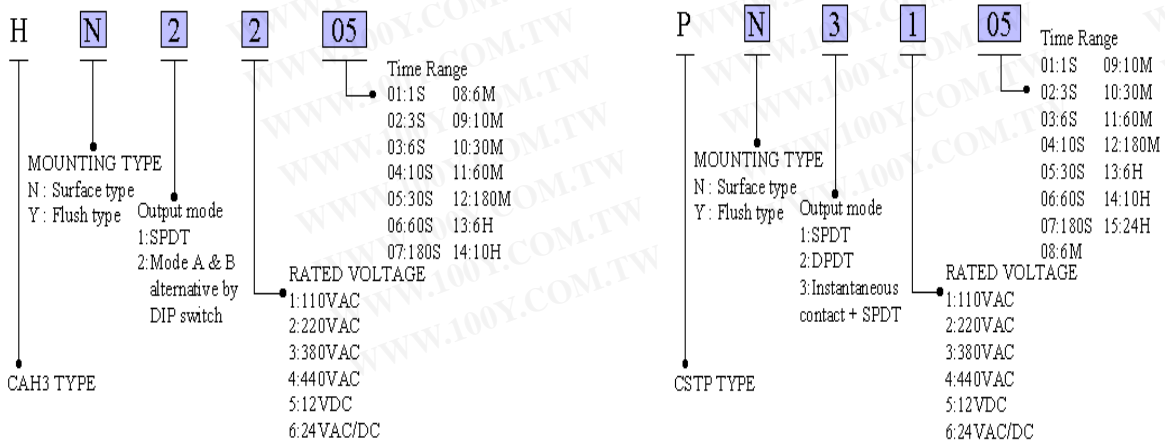 H N 2 2 05
Time Range
01:1S 08:6M
02:3S 09:10M
03:6S 10:30M
04:10S 11:60M
05:30S 12:180M
06:60S 13:6H
07:180S 14:10H
MOUNTING TYPE
N : Surface type
Y : Flush type
Output mode
1:SPDT
2:Mode A & B
alternative by
DIP switch
RATED VOLTAGE
1:110VAC
2:220VAC
3:380VAC
4:440VAC
5:12VDC
6:24VAC/DC
CAH3 TYPE
P N 3 1 05
Time Range
01:1S 09:10M
02:3S 10:30M
03:6S 11:60M
04:10S 12:180M
05:30S 13:6H
06:60S 14:10H
07:180S 15:24H
08:6M
MOUNTING TYPE
N : Surface type
Y : Flush type
Output mode
1:SPDT
2:DPDT
3:Instantaneous
contact + SPDT
RATED VOLTAGE
1:110VAC
2:220VAC
3:380VAC
4:440VAC
5:12VDC
6:24VAC/DC
CSTP TYPE
WWW.100Y.COM.TW